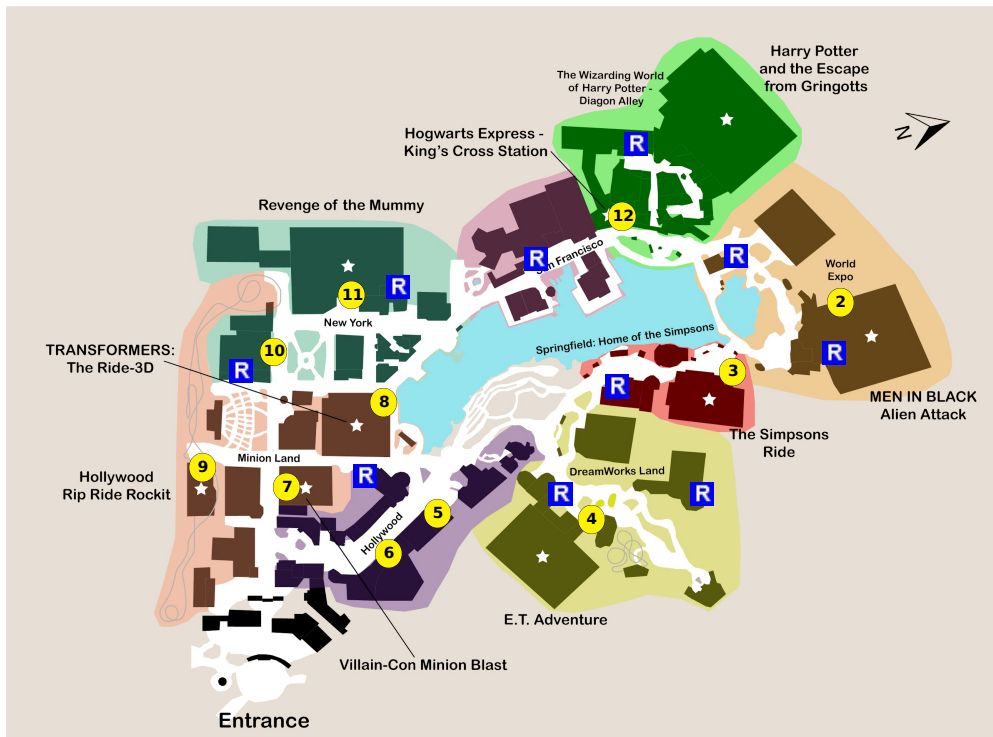 Harry Potter
and the Escape
from Gringotts
The Wizarding World
of Harry Potter -
Diagon Alley
N
Hogwarts Express -
King's Cross Station
R
12
Revenge of the Mummy
San Francisco
R
R
World
Expo
2
11
R
New York
Springfield: Home of the Simpsons
TRANSFORMERS:
The Ride-3D
10
R
R
3
R
MEN IN BLACK
Alien Attack
8
The Simpsons
Ride
Minion Land
9
Hollywood
Rip Ride Rockit
7
R
DreamWorks Land
R
R
5
4
Hollywood
6
E.T. Adventure
Villain-Con Minion Blast
Entrance